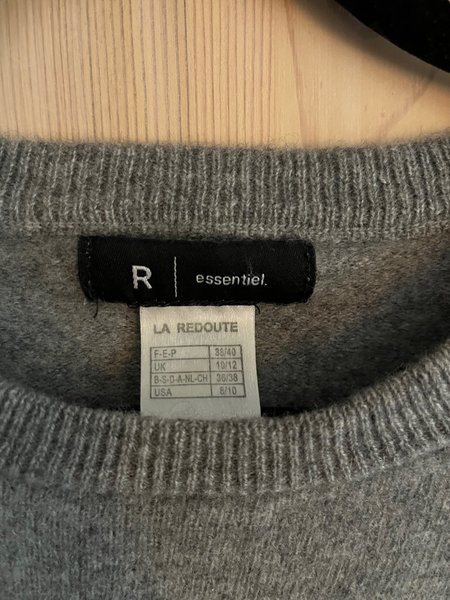 R | essentiel.
LA REDOUTE
F-E-P 38/40
UK 10/12
B-S-D-A-NL-CH 36/38
USA 8/10